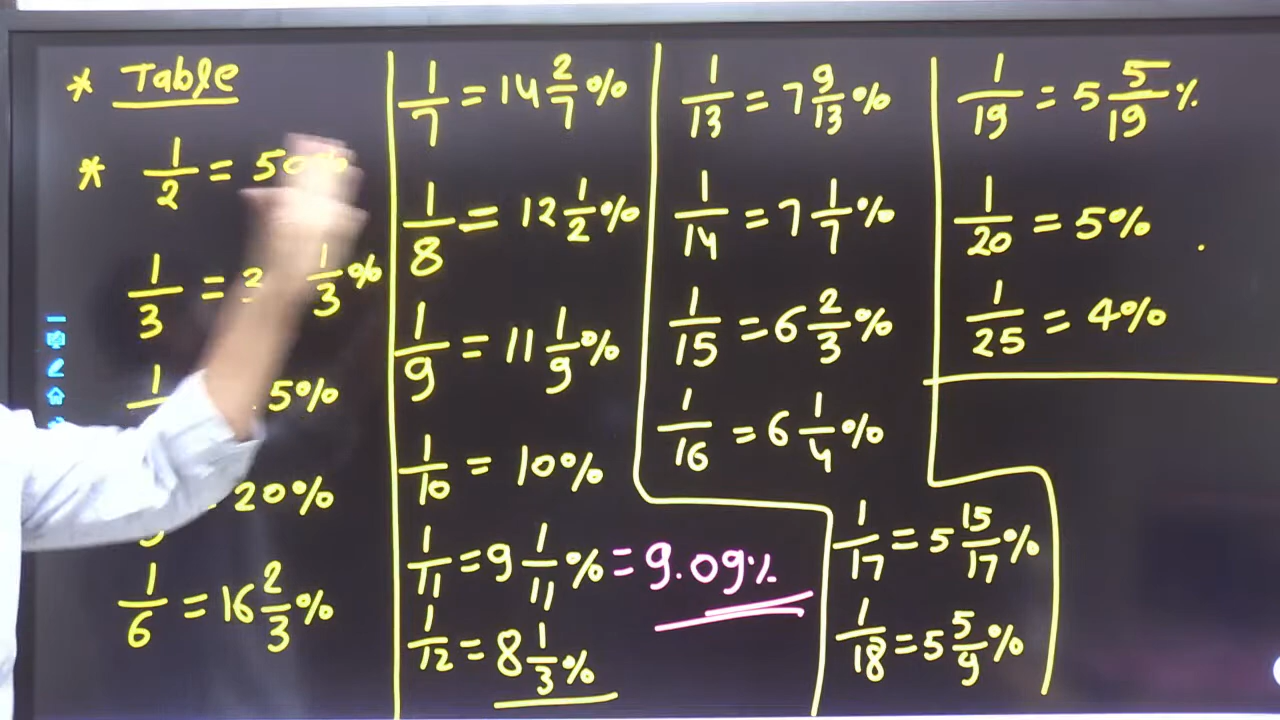 * Table
* 1/2 = 50%
1/3 = 3 1/3%
1 5%
20%
1/6 = 16 2/3%
1/7 = 14 2/7%
1/8 = 12 1/2%
1/9 = 11 1/9%
1/10 = 10%
1/11 = 9 1/11% = 9.09%
1/12 = 8 1/3%
1/13 = 7 9/13%
1/14 = 7 1/7%
1/15 = 6 2/3%
1/16 = 6 1/4%
1/17 = 5 15/17%
1/18 = 5 5/9%
1/19 = 5 5/19%
1/20 = 5%
1/25 = 4%